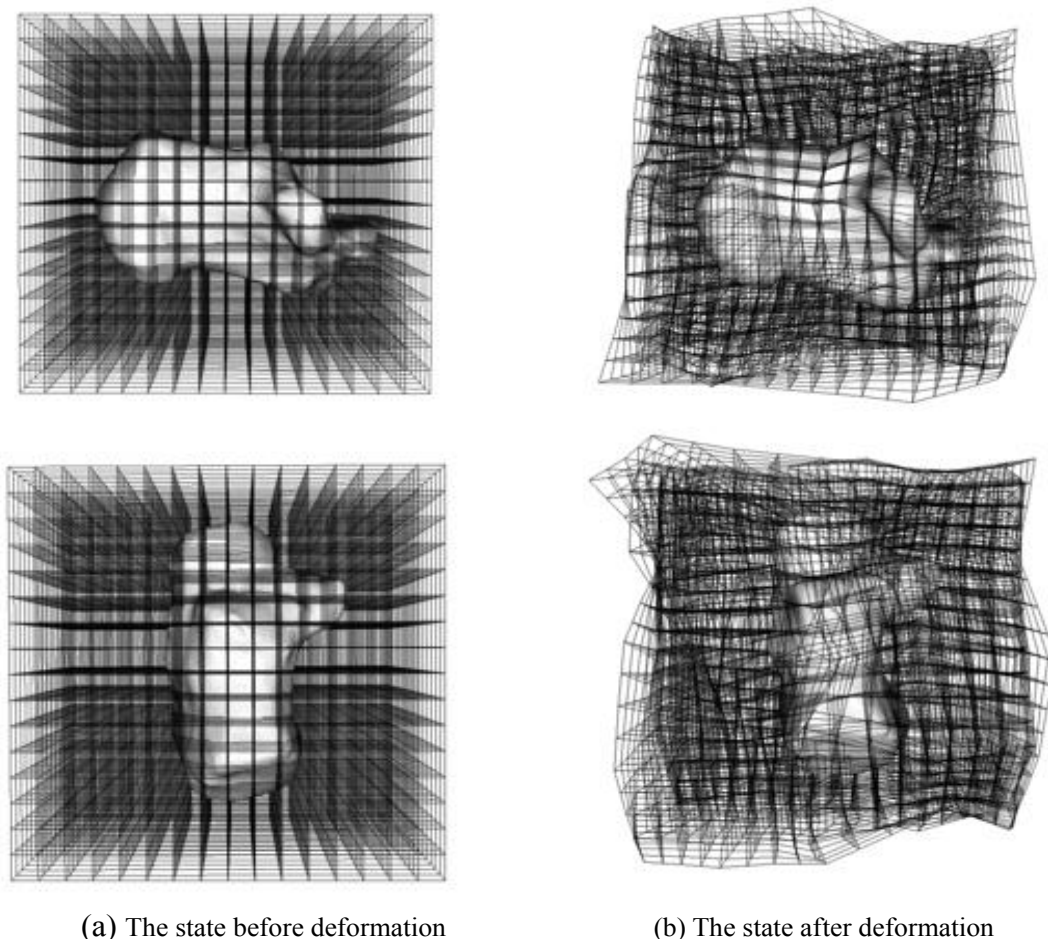 (a) The state before deformation
(b) The state after deformation